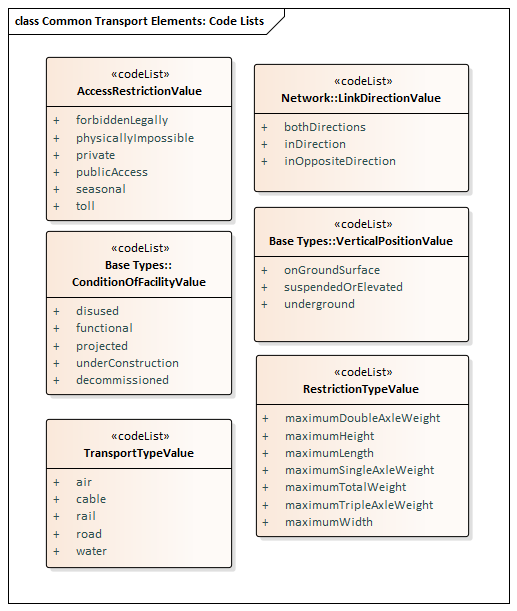 class Common Transport Elements: Code Lists
«codeList»
AccessRestrictionValue
+ forbiddenLegally
+ physicallyImpossible
+ private
+ publicAccess
+ seasonal
+ toll
«codeList»
Network::LinkDirectionValue
+ bothDirections
+ inDirection
+ inOppositeDirection
«codeList»
Base Types::
ConditionOfFacilityValue
+ disused
+ functional
+ projected
+ underConstruction
+ decommissioned
«codeList»
Base Types::VerticalPositionValue
+ onGroundSurface
+ suspendedOrElevated
+ underground
«codeList»
TransportTypeValue
+ air
+ cable
+ rail
+ road
+ water
«codeList»
RestrictionTypeValue
+ maximumDoubleAxleWeight
+ maximumHeight
+ maximumLength
+ maximumSingleAxleWeight
+ maximumTotalWeight
+ maximumTripleAxleWeight
+ maximumWidth